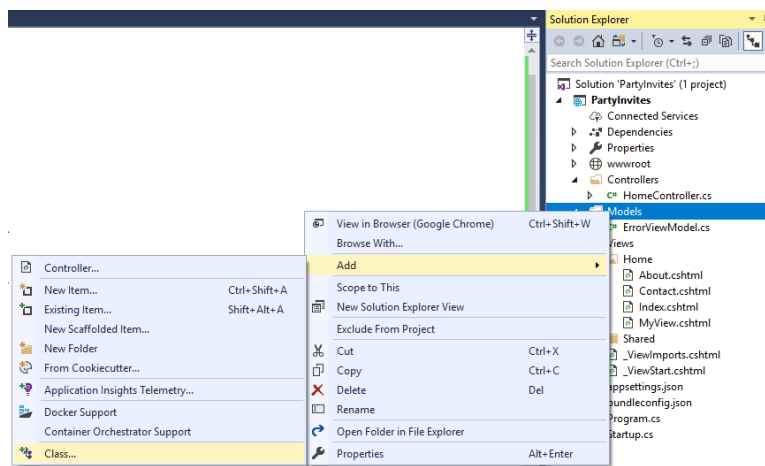 Solution Explorer
Search Solution Explorer (Ctrl+;)
Solution 'PartyInvites' (1 project)
PartyInvites
Connected Services
Dependencies
Properties
wwwroot
Controllers
C# HomeController.cs
Models
ErrorViewModel.cs
Views
Home
About.cshtml
Contact.cshtml
Index.cshtml
MyView.cshtml
Shared
_ViewImports.cshtml
_ViewStart.cshtml
appsettings.json
bundleconfig.json
Program.cs
Startup.cs
View in Browser (Google Chrome) Ctrl+Shift+W
Browse With...
Add
Scope to This
New Solution Explorer View
Exclude From Project
Cut Ctrl+X
Copy Ctrl+C
Delete Del
Rename
Open Folder in File Explorer
Properties Alt+Enter
Controller...
New Item... Ctrl+Shift+A
Existing Item... Shift+Alt+A
New Scaffolded Item...
New Folder
From Cookiecutter...
Application Insights Telemetry...
Docker Support
Container Orchestrator Support
Class...